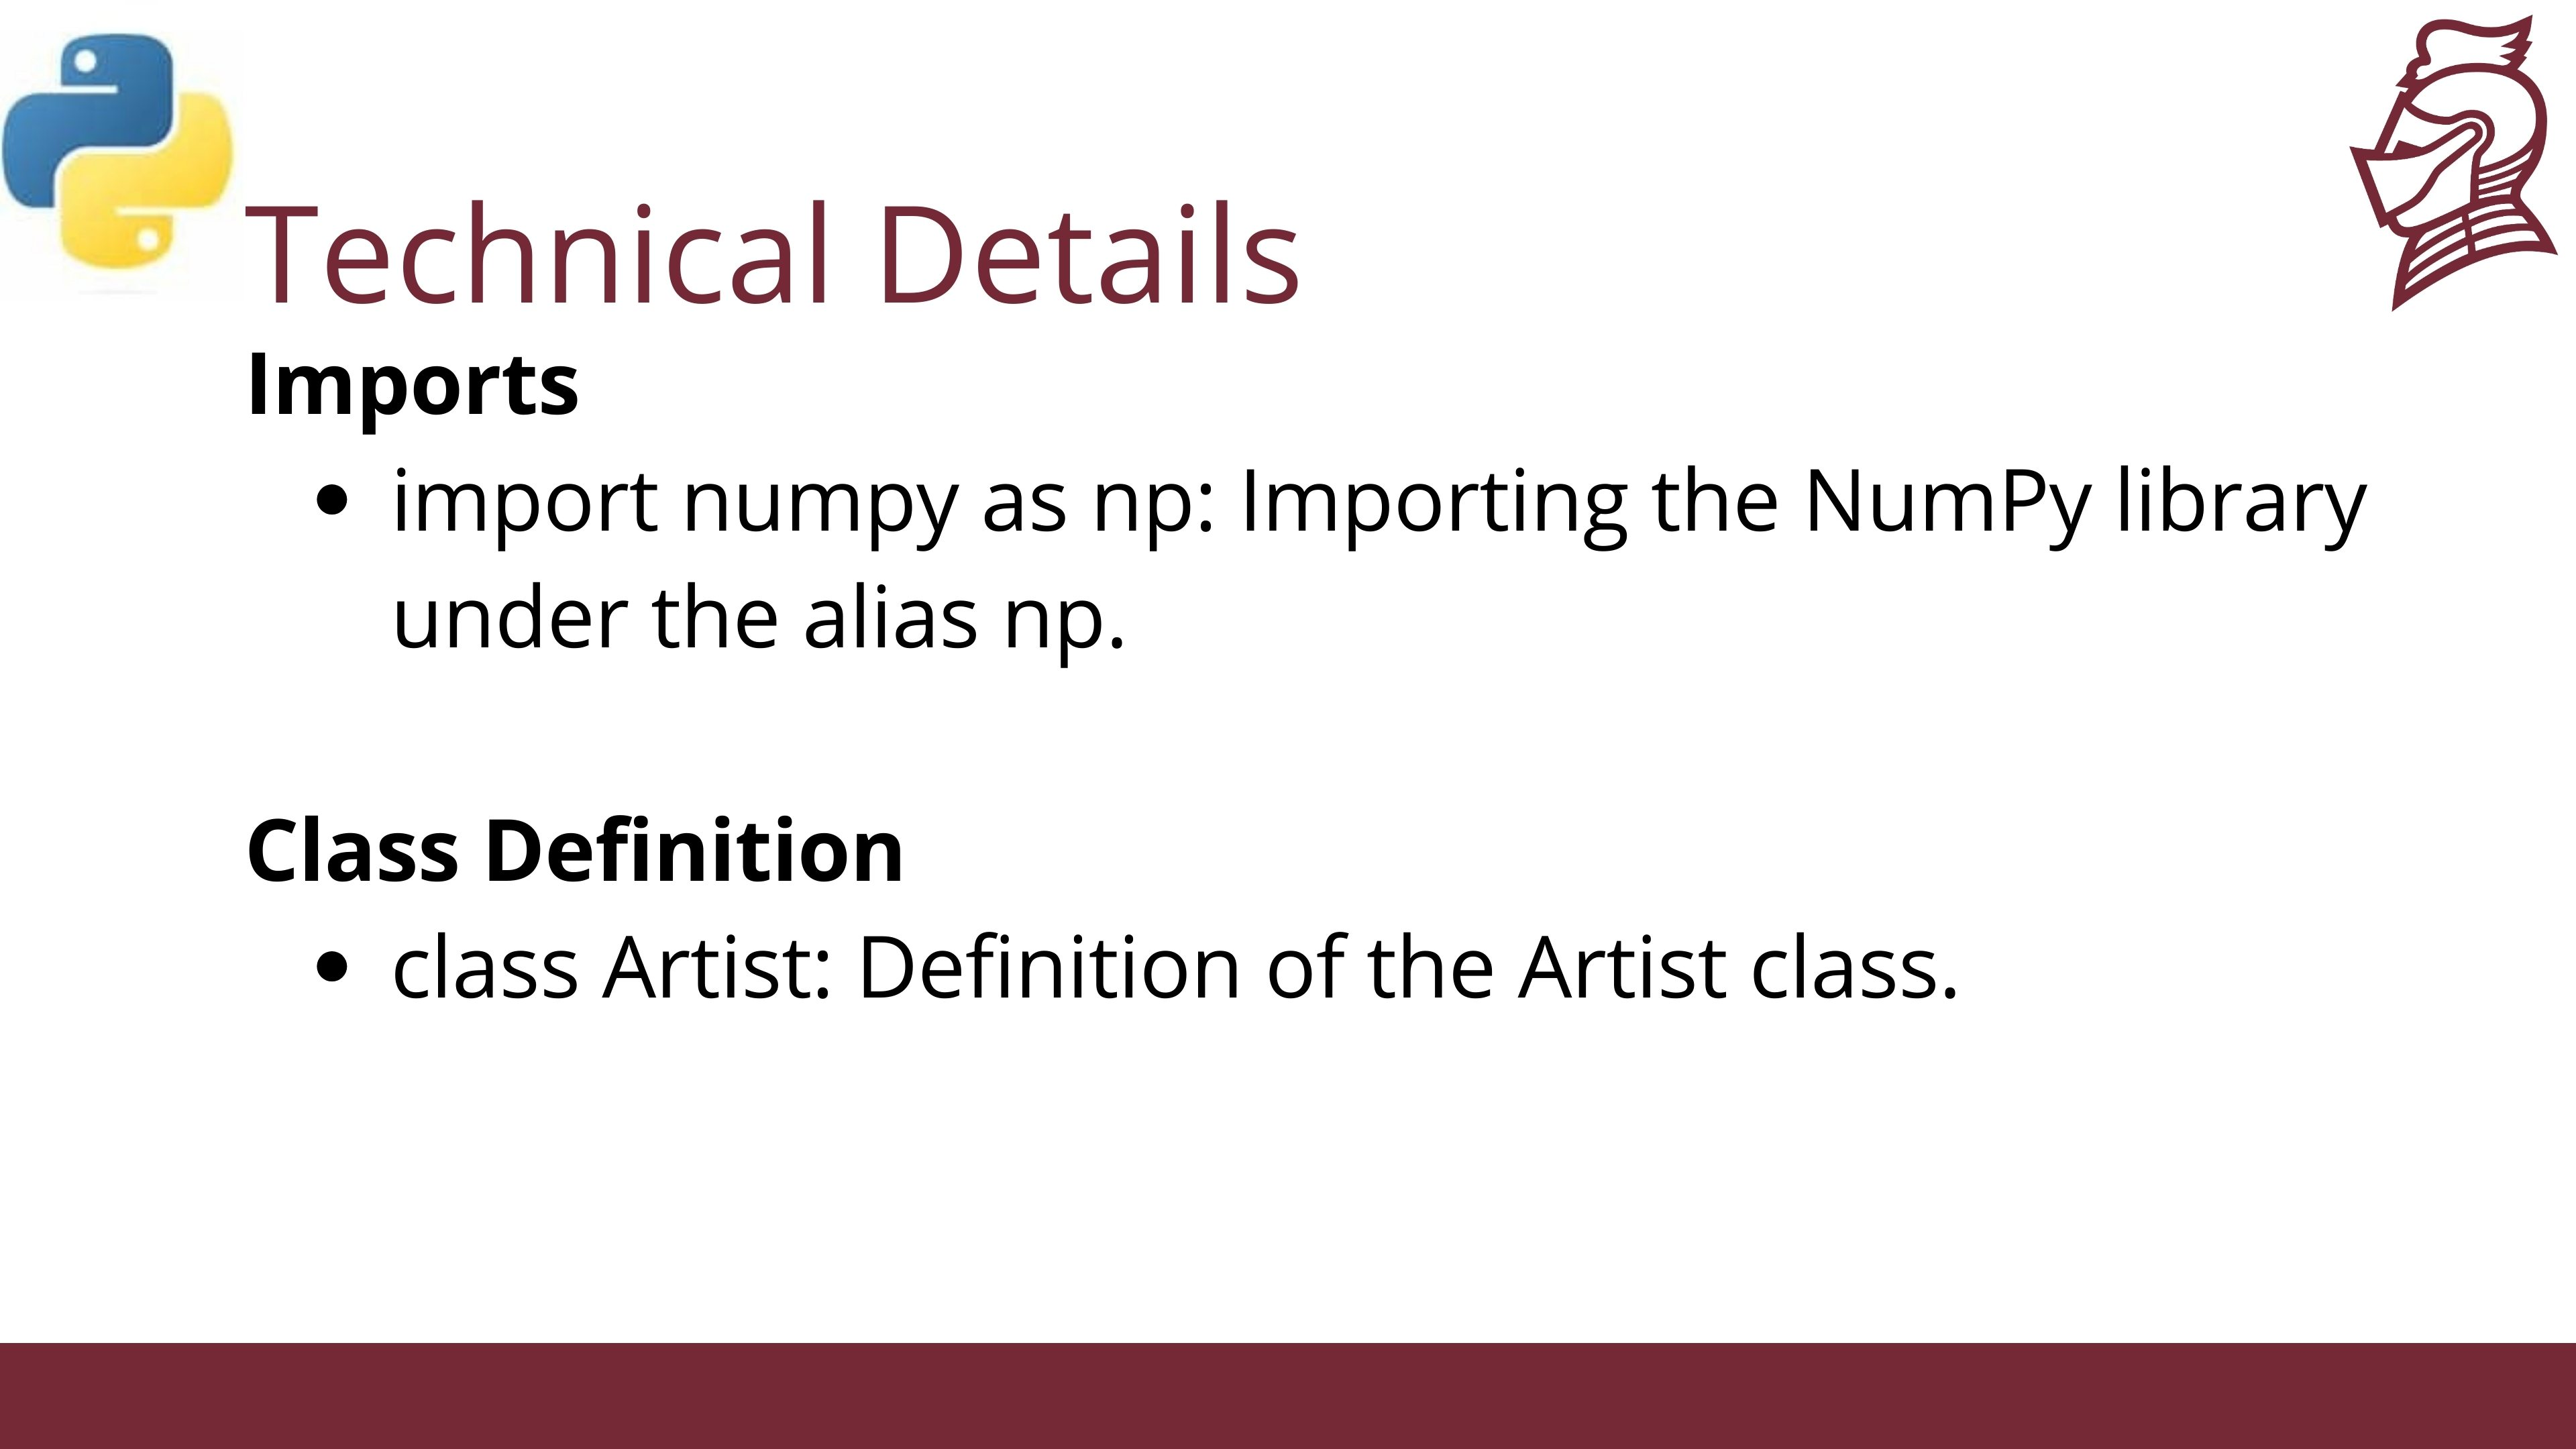 Technical Details
Imports
• import numpy as np: Importing the NumPy library
under the alias np.
Class Definition
• class Artist: Definition of the Artist class.